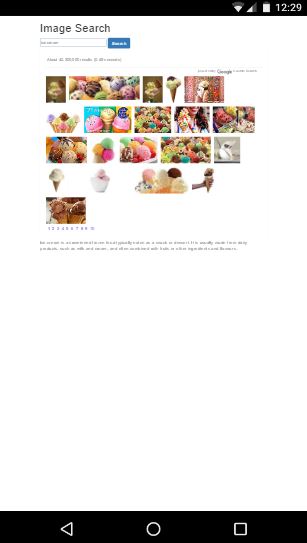 12:29
Image Search
ice cream
Search
About 42,300,000 results (0.48 seconds)
powered by Google Custom Search
1 2 3 4 5 6 7 8 9 10
Ice cream is a sweetened frozen food typically eaten as a snack or dessert. It is usually made from dairy
products, such as milk and cream, and often combined with fruits or other ingredients and flavours.